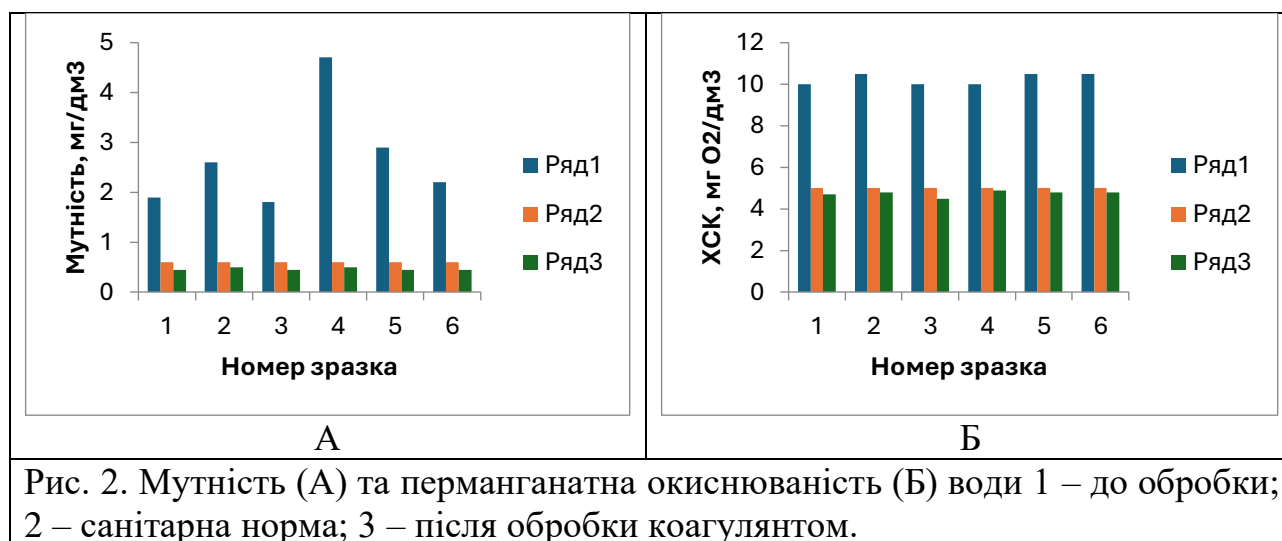 Мутність, мг/дм3
5
4
3
2
1
0
1 2 3 4 5 6
Номер зразка
Ряд1
Ряд2
Ряд3
А
ХСК, мг О2/дм3
12
10
8
6
4
2
0
1 2 3 4 5 6
Номер зразка
Ряд1
Ряд2
Ряд3
Б
Рис. 2. Мутність (А) та перманганатна окиснюваність (Б) води 1 – до обробки;
2 – санітарна норма; 3 – після обробки коагулянтом.